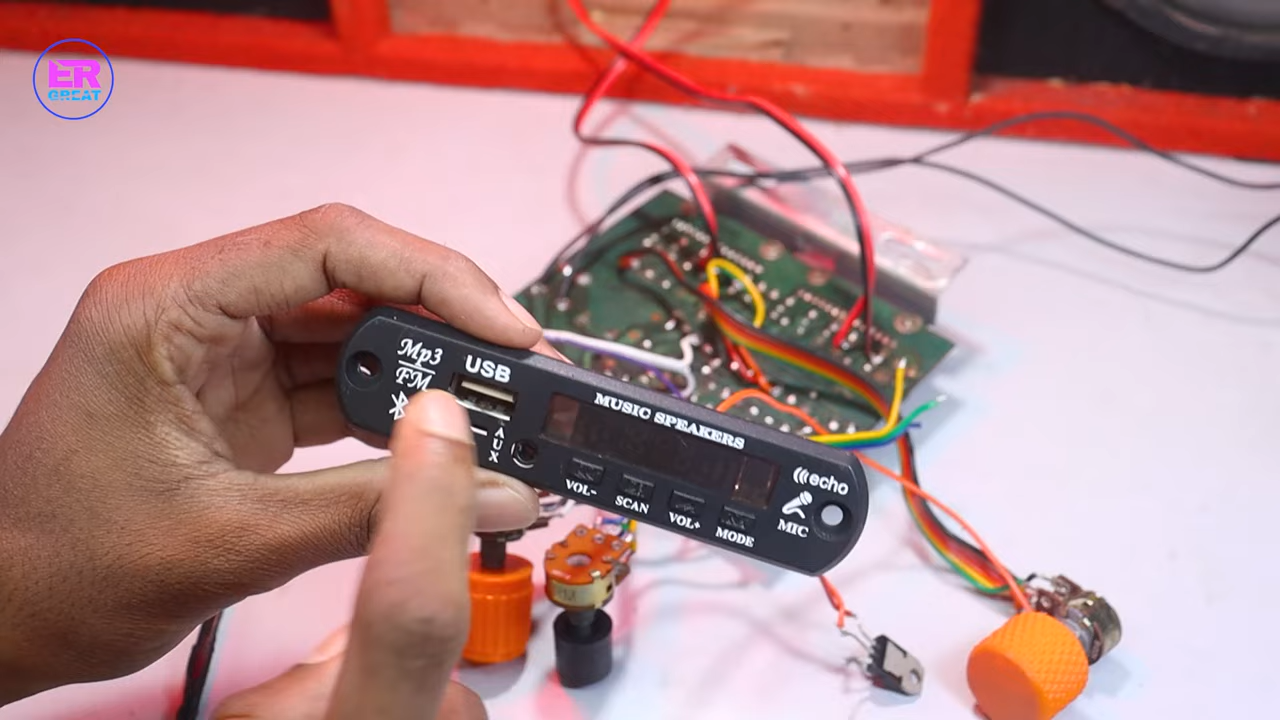 ER
GREAT
Mp3
FM
USB
AUX
MUSIC SPEAKERS
VOL-
SCAN
VOL+
MODE
echo
MIC